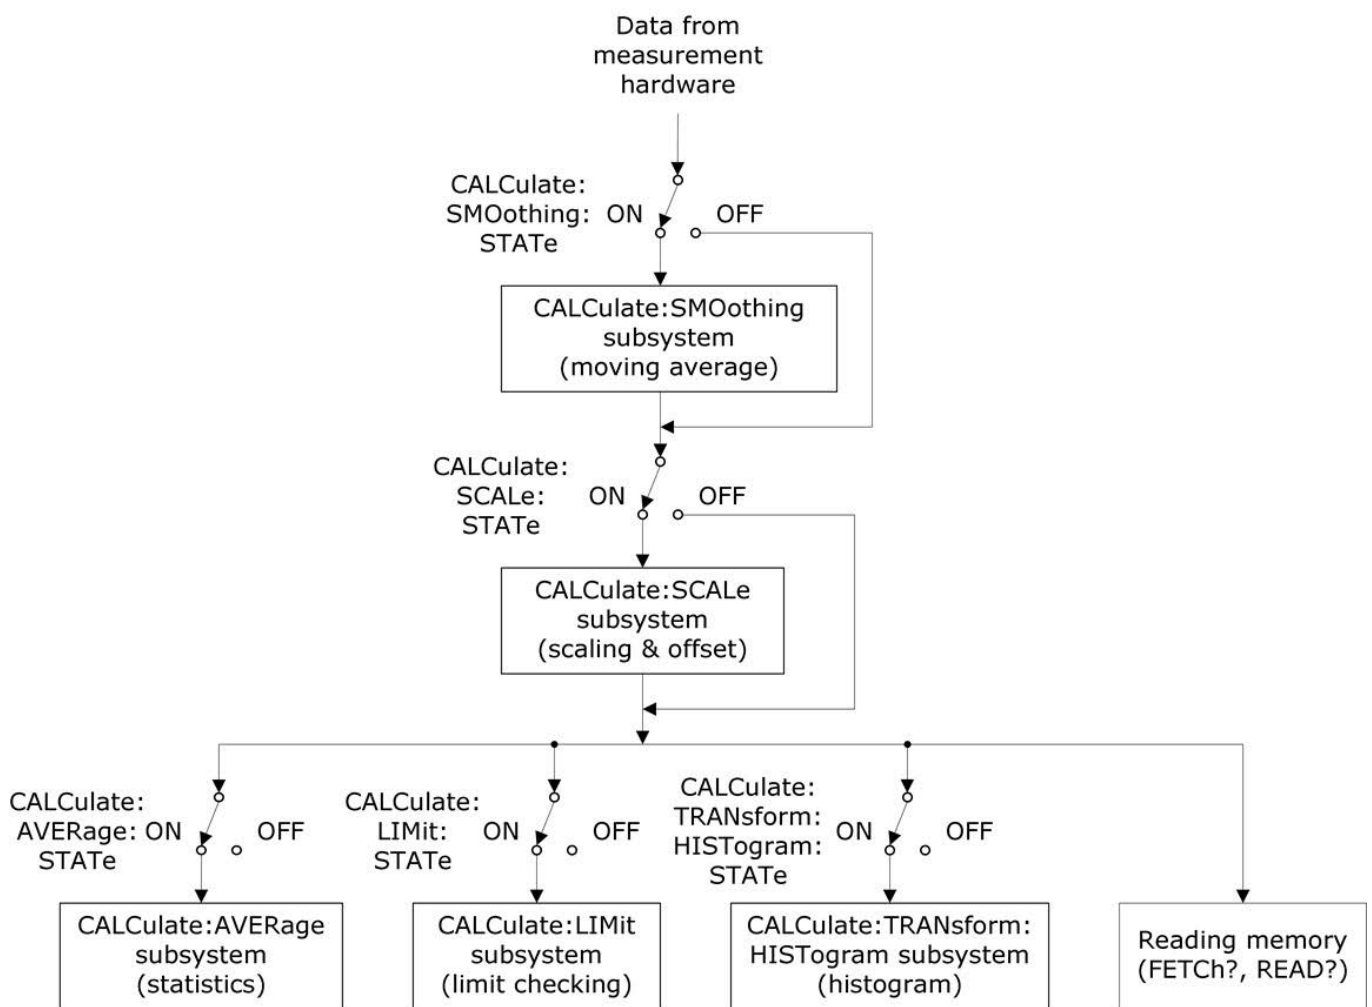 Data from
measurement
hardware
CALCulate:
SMOothing: ON OFF
STATe
CALCulate:SMOothing
subsystem
(moving average)
CALCulate:
SCALe: ON OFF
STATe
CALCulate:SCALe
subsystem
(scaling & offset)
CALCulate:
AVERage: ON OFF
STATe
CALCulate:
LIMit: ON OFF
STATe
CALCulate:
TRANsform: ON OFF
HISTogram:
STATe
CALCulate:AVERage
subsystem
(statistics)
CALCulate:LIMit
subsystem
(limit checking)
CALCulate:TRANsform:
HISTogram subsystem
(histogram)
Reading memory
(FETCh?, READ?)